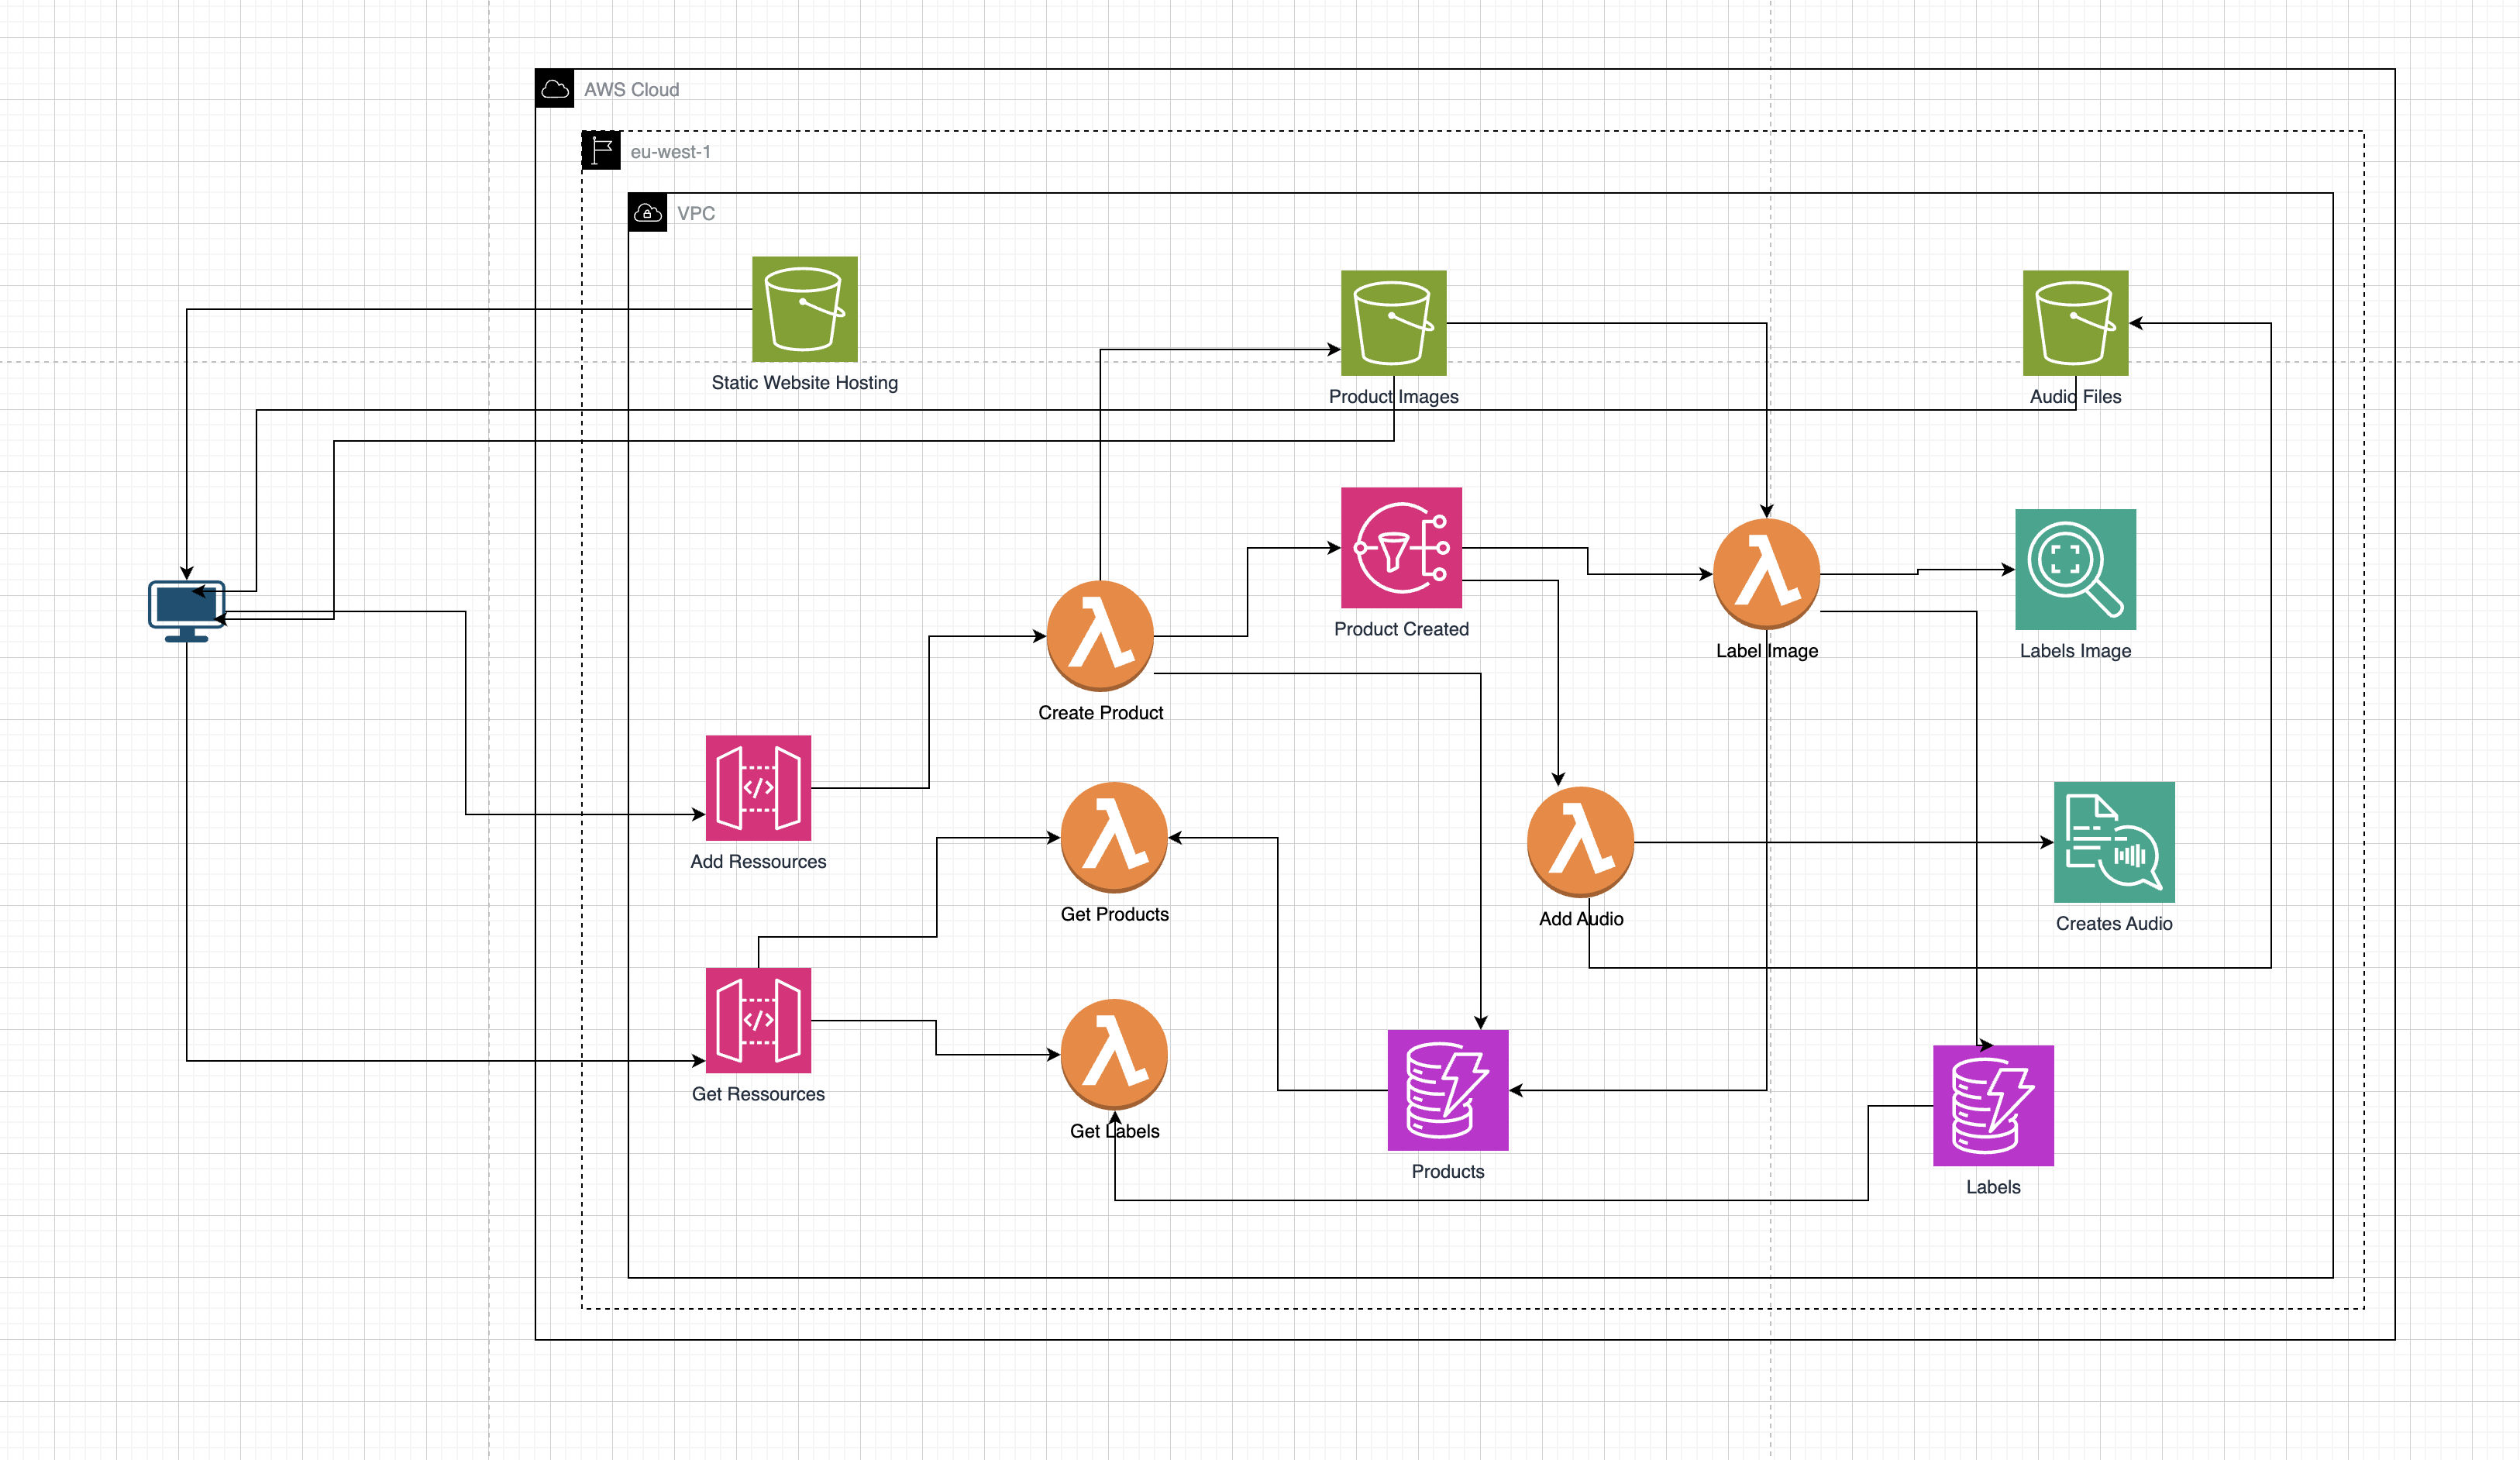 AWS Cloud
eu-west-1
VPC
Static Website Hosting
Product Images
Audio Files
Product Created
Label Image
Labels Image
Create Product
Add Ressources
Get Products
Add Audio
Creates Audio
Get Ressources
Get Labels
Products
Labels